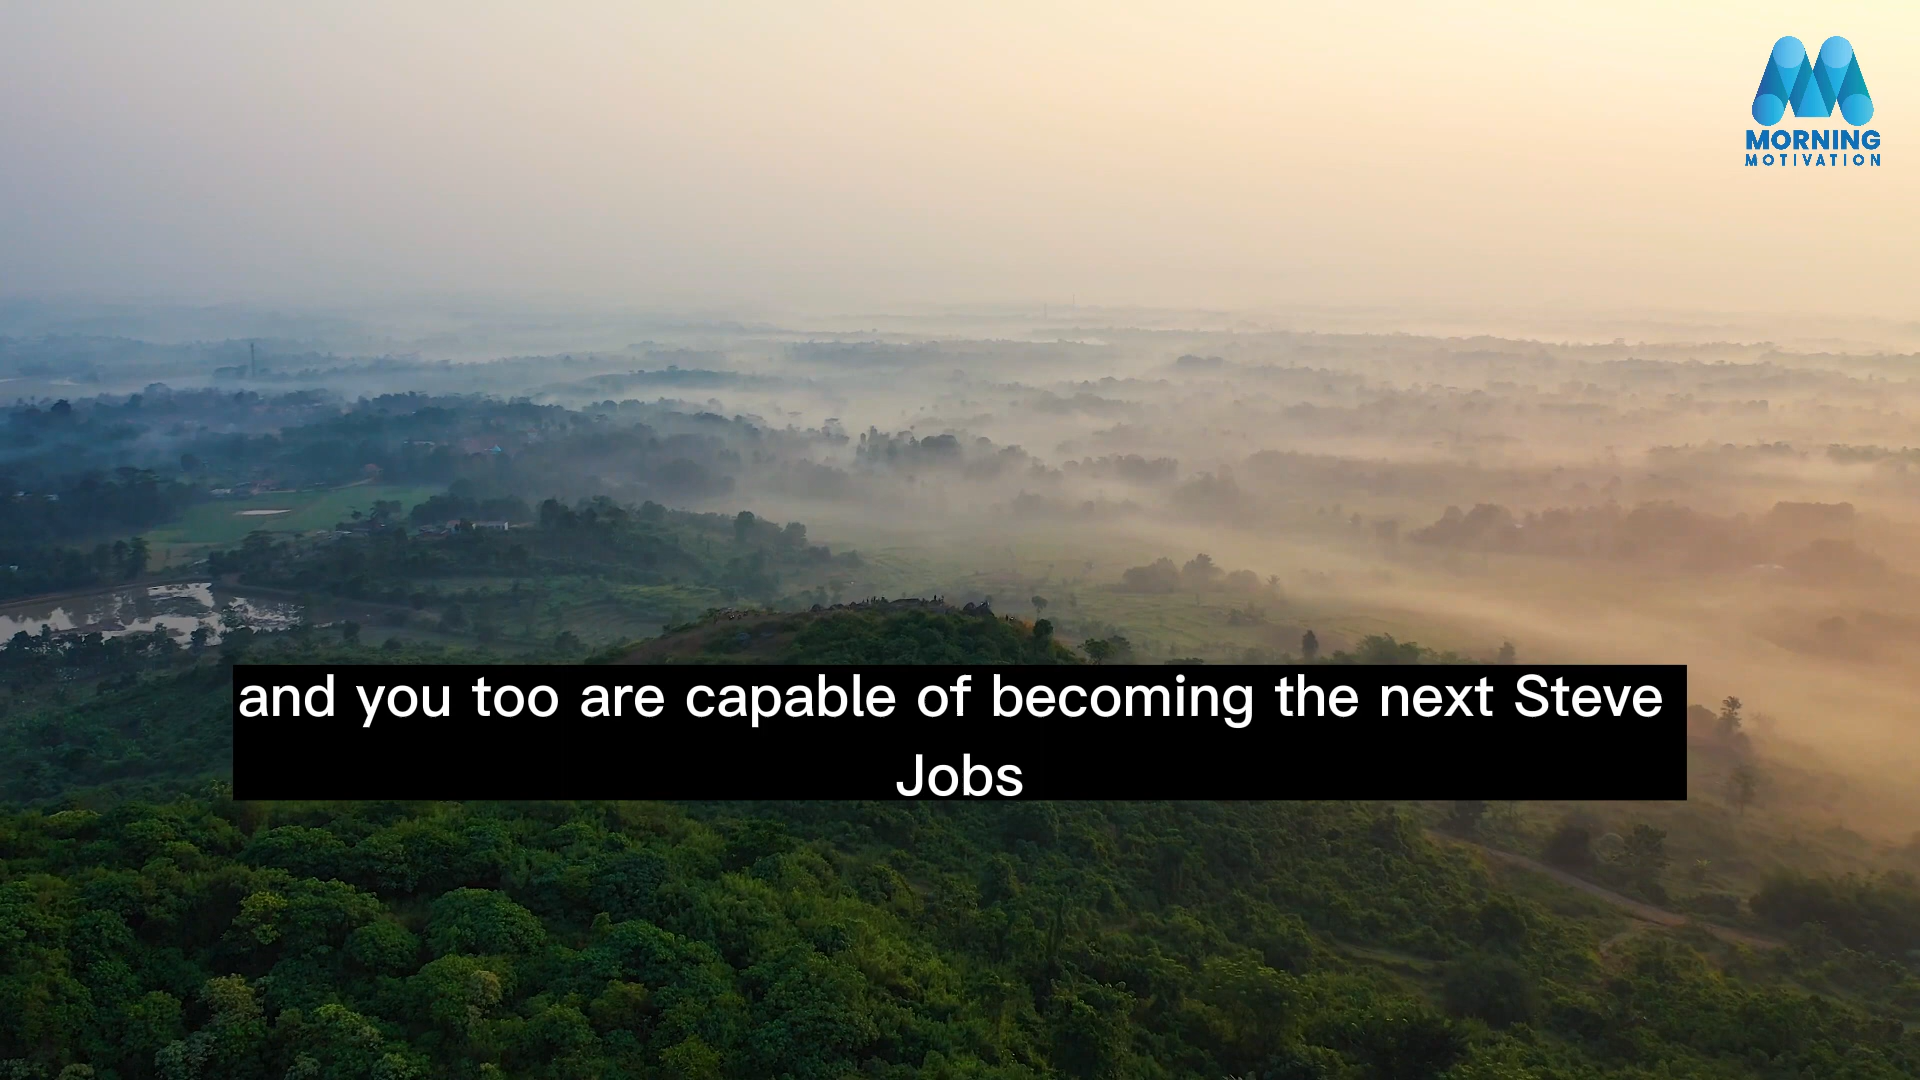 MORNING
MOTIVATION
and you too are capable of becoming the next Steve
Jobs